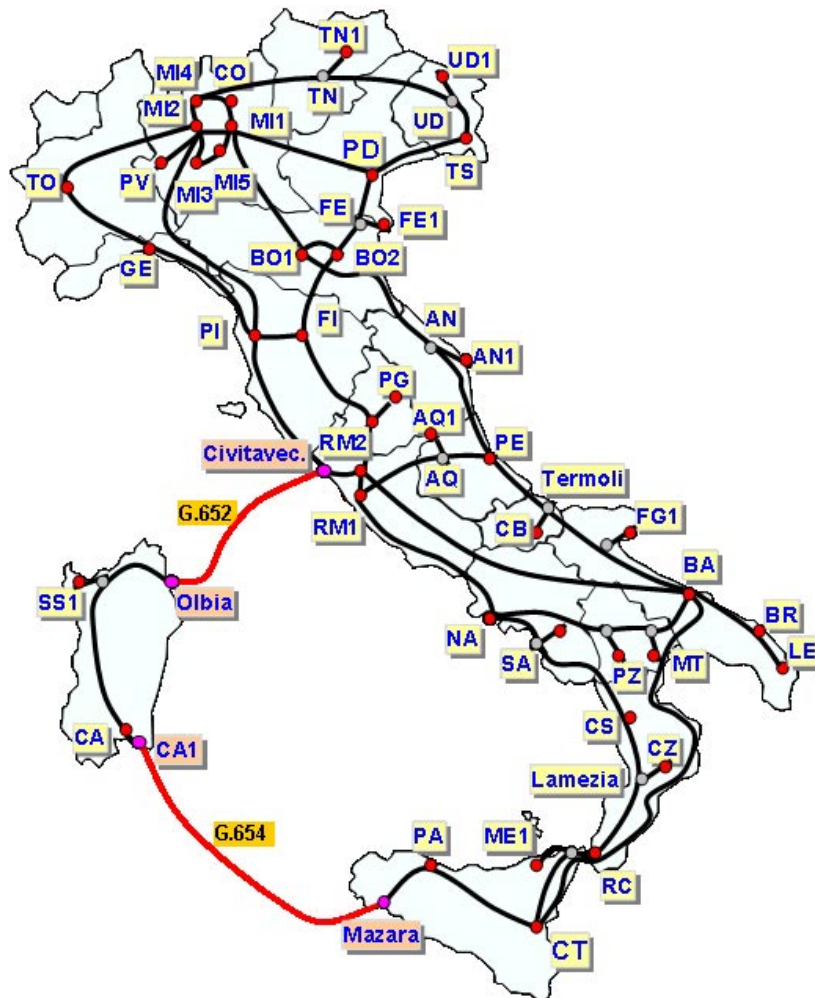 TN1
UD1
MI4
CO
TN
UD
MI2
MI1
PD
TS
TO
PV
MI3
MI5
FE
FE1
GE
BO1
BO2
PI
FI
AN
AN1
PG
AQ1
Civitavec.
RM2
AQ
PE
Termoli
G.652
RM1
CB
FG1
SS1
Olbia
BA
NA
SA
PZ
MT
BR
LE
CS
CZ
CA
CA1
Lamezia
G.654
PA
ME1
RC
Mazara
CT